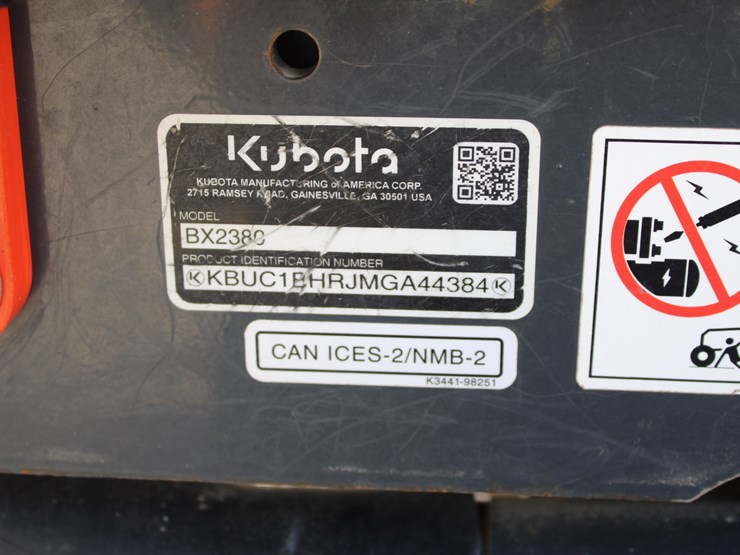 Kubota
KUBOTA MANUFACTURING of AMERICA CORP.
2715 RAMSEY ROAD, GAINESVILLE, GA 30501 USA
MODEL
BX2380
PRODUCT IDENTIFICATION NUMBER
KBUC1BHRJMGA44384
CAN ICES-2/NMB-2
K3441-98251